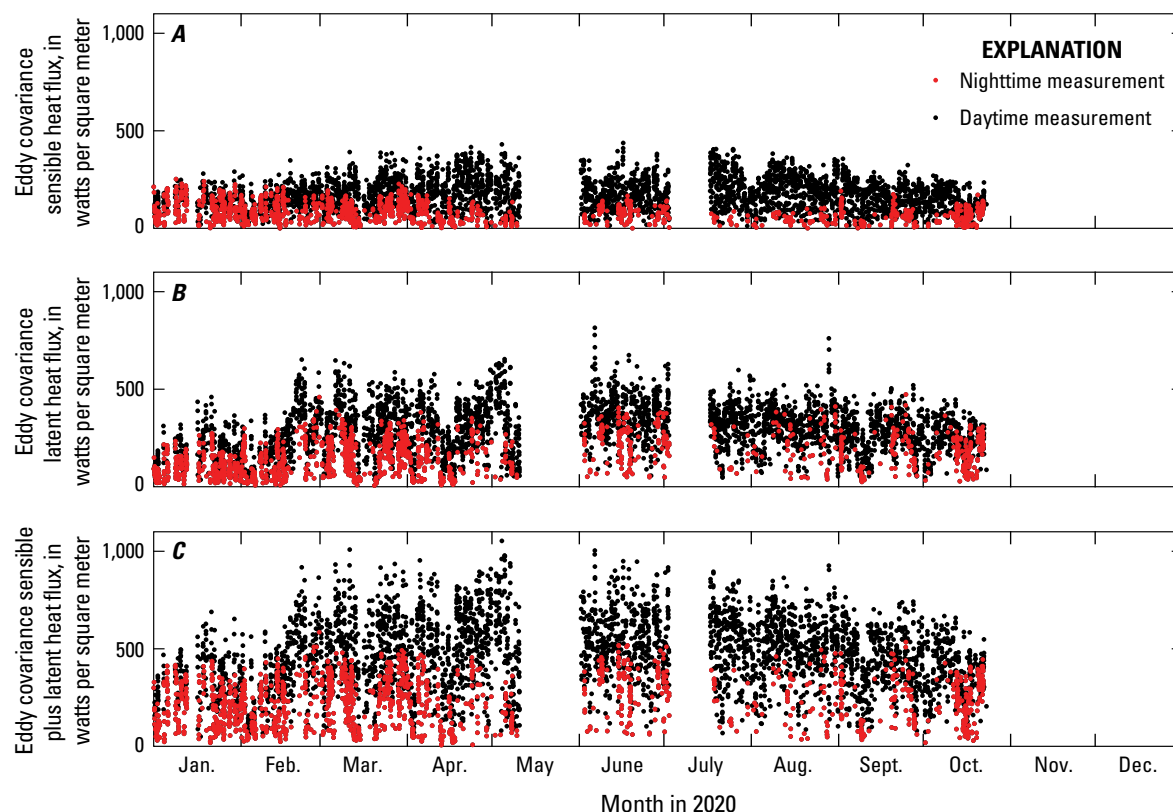 A
Eddy covariance
sensible heat flux, in
watts per square meter
1,000
500
0
EXPLANATION
Nighttime measurement
Daytime measurement
B
Eddy covariance
latent heat flux, in
watts per square meter
1,000
500
0
C
Eddy covariance sensible
plus latent heat flux, in
watts per square meter
1,000
500
0
Jan. Feb. Mar. Apr. May June July Aug. Sept. Oct. Nov. Dec.
Month in 2020